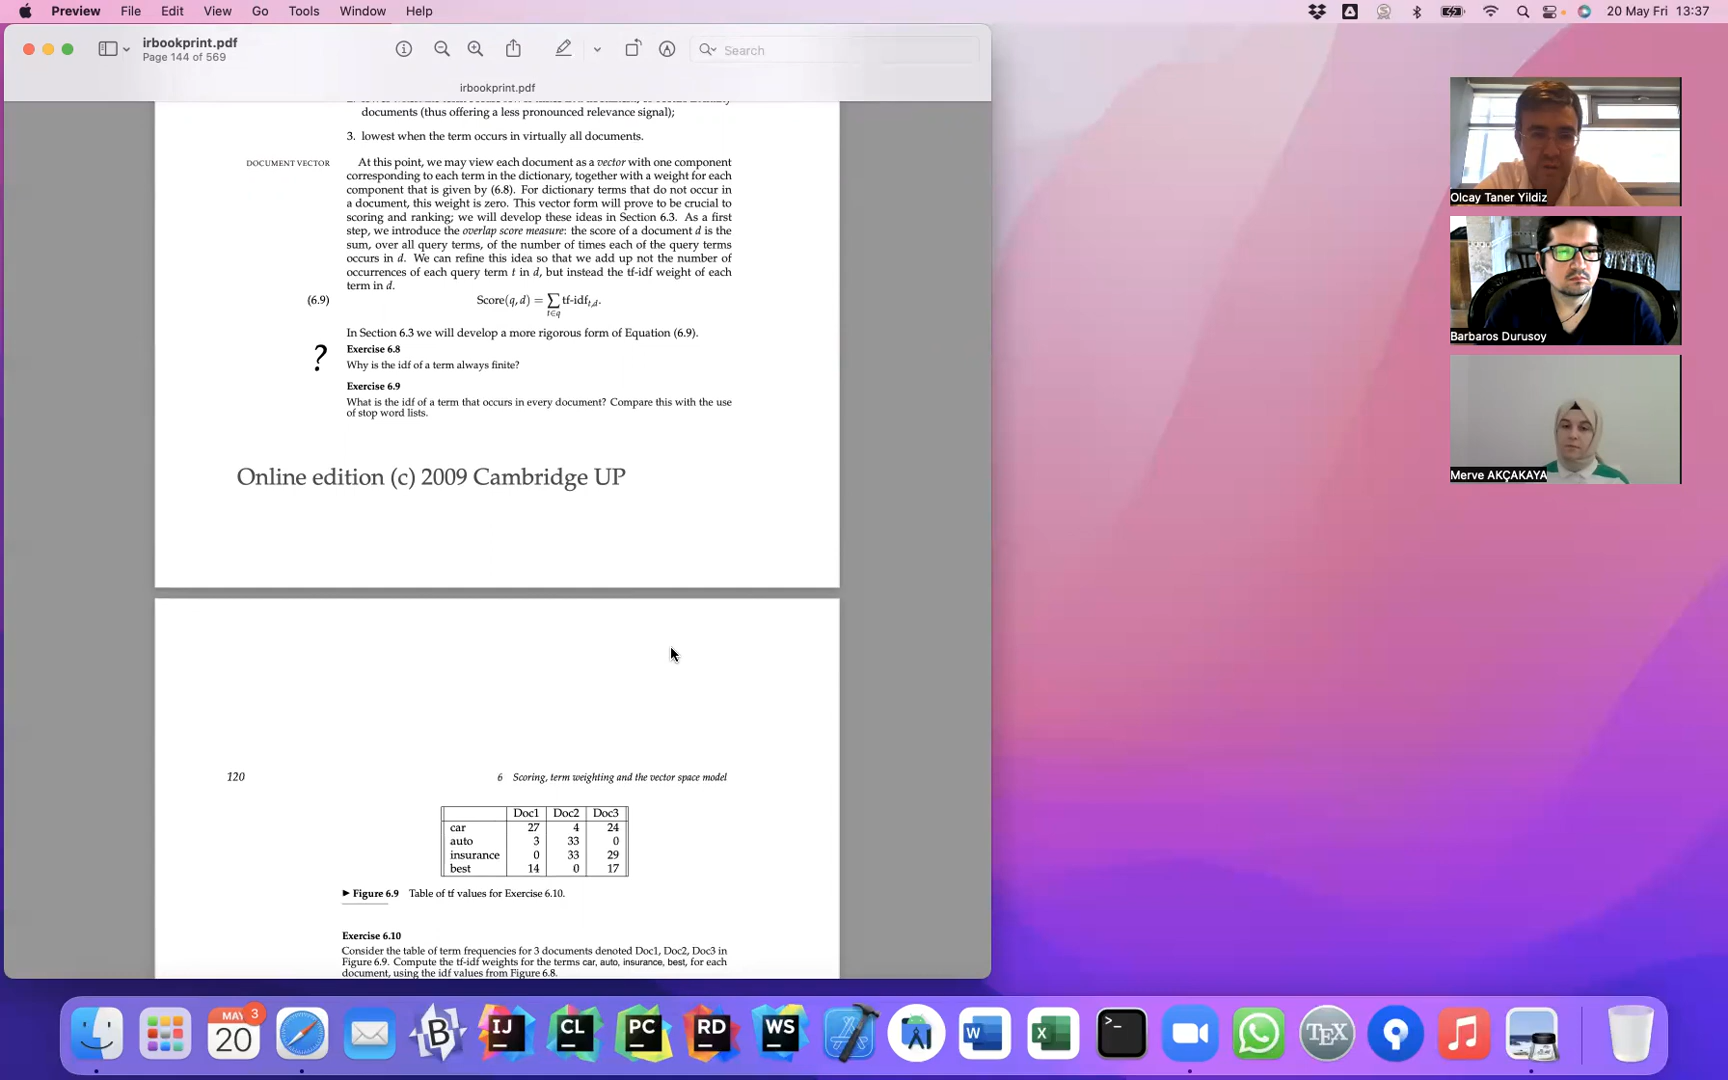 Preview File Edit View Go Tools Window Help
20 May Fri 13:37
irbookprint.pdf
Page 144 of 569
Search
irbookprint.pdf
documents (thus offering a less pronounced relevance signal);
3. lowest when the term occurs in virtually all documents.
DOCUMENT VECTOR
At this point, we may view each document as a vector with one component
corresponding to each term in the dictionary, together with a weight for each
component that is given by (6.8). For dictionary terms that do not occur in
a document, this weight is zero. This vector form will prove to be crucial to
scoring and ranking; we will develop these ideas in Section 6.3. As a first
step, we introduce the overlap score measure: the score of a document d is the
sum, over all query terms, of the number of times each of the query terms
occurs in d. We can refine this idea so that we add up not the number of
occurrences of each query term t in d, but instead the tf-idf weight of each
term in d.
(6.9) Score(q, d) = ∑ t∈q tf-idf t,d.
In Section 6.3 we will develop a more rigorous form of Equation (6.9).
? Exercise 6.8
Why is the idf of a term always finite?
Exercise 6.9
What is the idf of a term that occurs in every document? Compare this with the use
of stop word lists.
Online edition (c) 2009 Cambridge UP
120 6 Scoring, term weighting and the vector space model
Doc1 Doc2 Doc3
car 27 4 24
auto 3 33 0
insurance 0 33 29
best 14 0 17
► Figure 6.9 Table of tf values for Exercise 6.10.
Exercise 6.10
Consider the table of term frequencies for 3 documents denoted Doc1, Doc2, Doc3 in
Figure 6.9. Compute the tf-idf weights for the terms car, auto, insurance, best, for each
document, using the idf values from Figure 6.8.
Olcay Taner Yildiz
Barbaros Durusoy
Merve AKÇAKAYA
MAY 3
20
B
IJ
CL
PC
RD
WS
W
X
>_
TEX